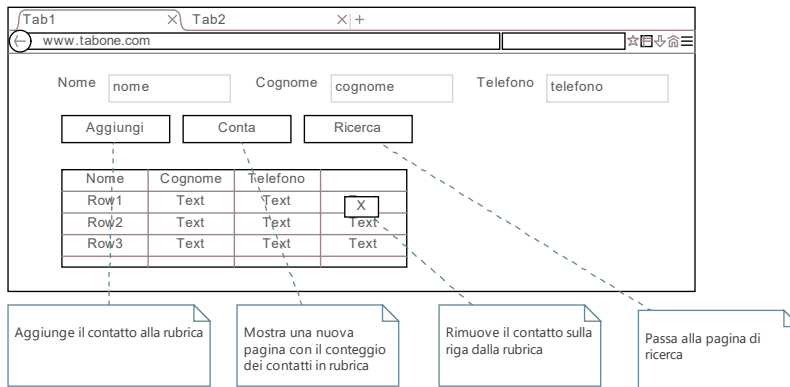 Tab1 Tab2
www.tabone.com
Nome nome Cognome cognome Telefono telefono
Aggiungi Conta Ricerca
Nome Cognome Telefono
Row1 Text Text
X
Row2 Text Text Text
Row3 Text Text Text
Aggiunge il contatto alla rubrica
Mostra una nuova
pagina con il conteggio
dei contatti in rubrica
Rimuove il contatto sulla
riga dalla rubrica
Passa alla pagina di
ricerca